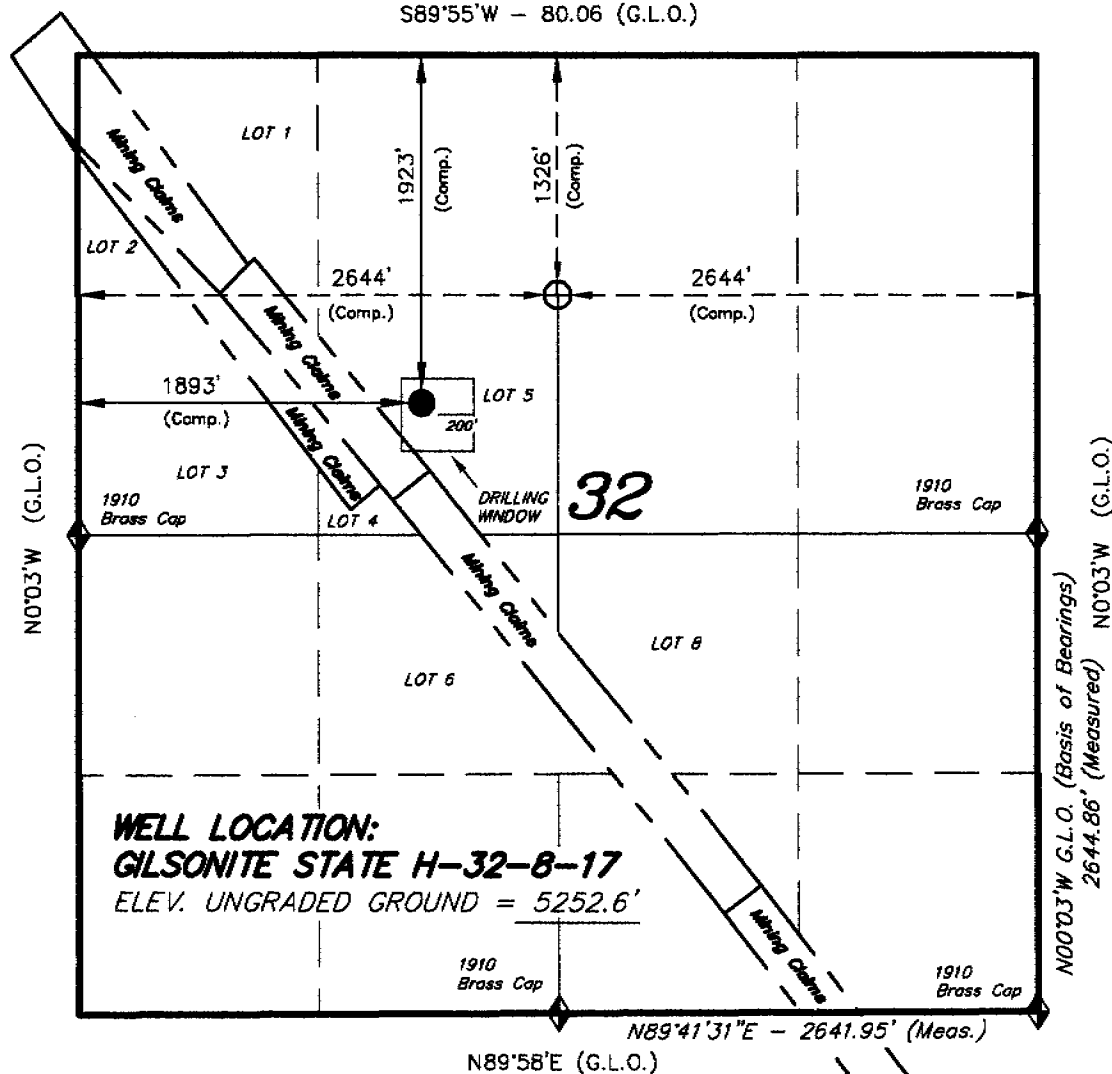 S89°55'W - 80.06 (G.L.O.)
LOT 1
Mining Claims
1923'
(Comp.)
1326'
(Comp.)
LOT 2
2644'
(Comp.)
2644'
(Comp.)
Mining Claims
1893'
(Comp.)
LOT 5
200'
Mining Claims
LOT 3
DRILLING
WINDOW
32
1910
Brass Cap
LOT 4
1910
Brass Cap
N0°03'W (G.L.O.)
N0°03'W (G.L.O.)
Mining Claims
LOT 8
LOT 6
N00°03'W G.L.O. (Basis of Bearings)
2644.86' (Measured)
WELL LOCATION:
GILSONITE STATE H-32-8-17
ELEV. UNGRADED GROUND = 5252.6'
Mining Claims
1910
Brass Cap
1910
Brass Cap
N89°41'31"E - 2641.95' (Meas.)
N89°58'E (G.L.O.)